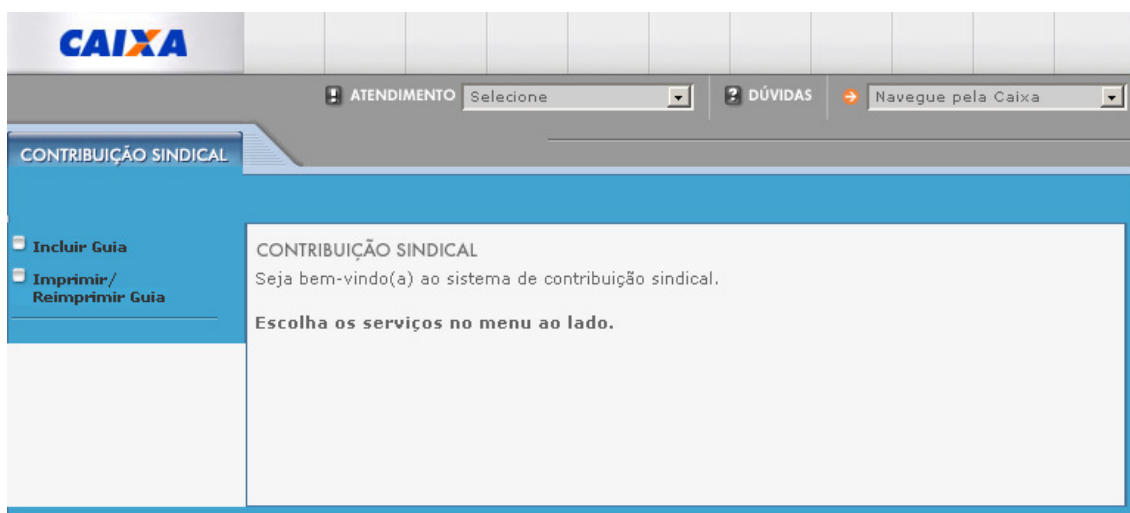 CAIXA
ATENDIMENTO Selecione DÚVIDAS Navegue pela Caixa
CONTRIBUIÇÃO SINDICAL
Incluir Guia
Imprimir/
Reimprimir Guia
CONTRIBUIÇÃO SINDICAL
Seja bem-vindo(a) ao sistema de contribuição sindical.
Escolha os serviços no menu ao lado.